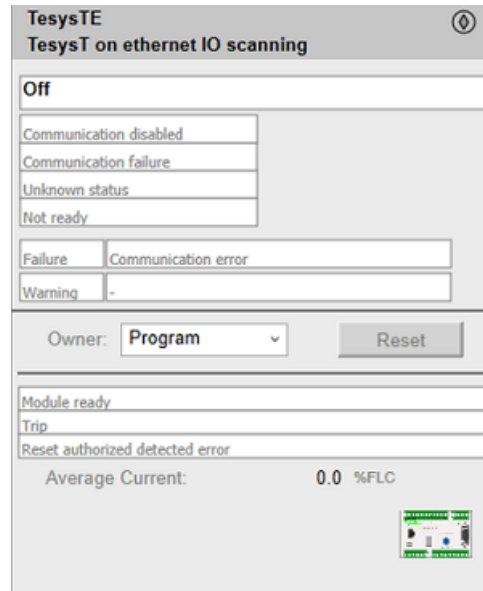 TesysTE
TesysT on ethernet IO scanning
Off
Communication disabled
Communication failure
Unknown status
Not ready
Failure Communication error
Warning -
Owner: Program Reset
Module ready
Trip
Reset authorized detected error
Average Current: 0.0 %FLC